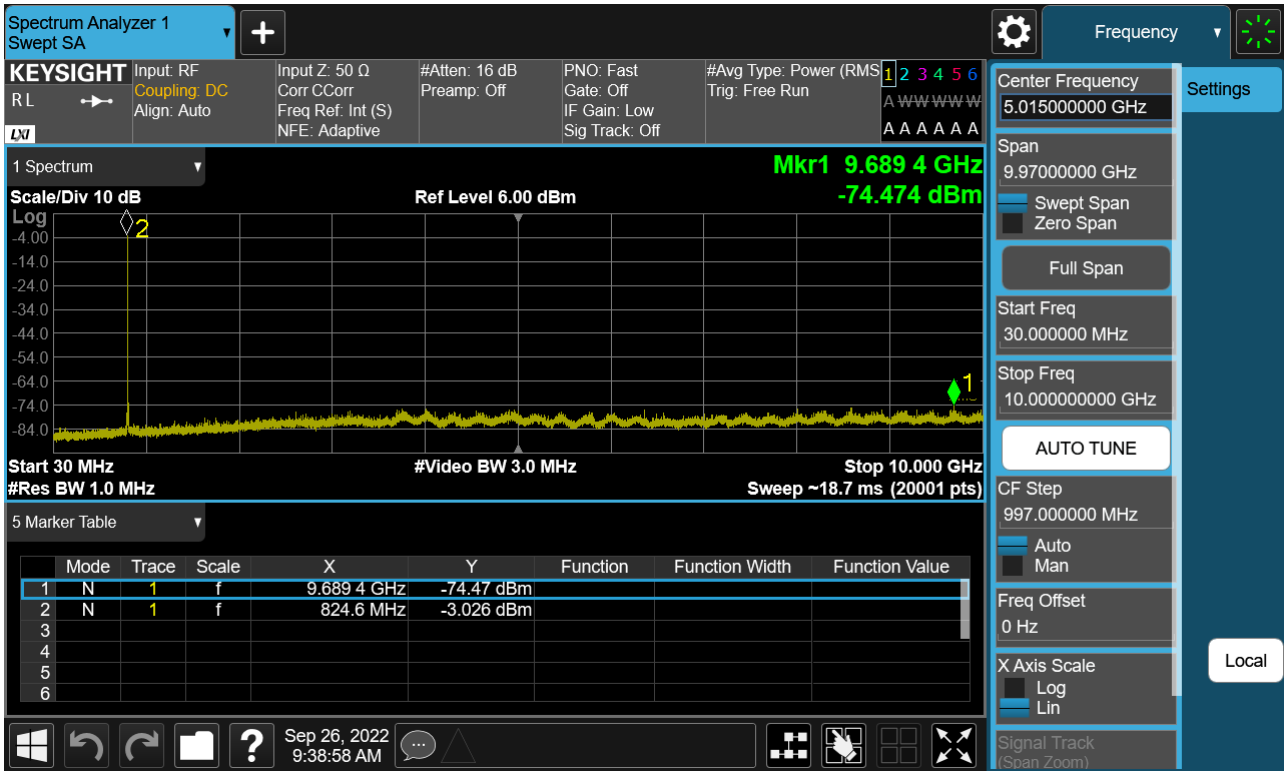 Spectrum Analyzer 1
Swept SA
Frequency
KEYSIGHT
R L
LXI
Input: RF
Coupling: DC
Align: Auto
Input Z: 50 Ω
Corr CCorr
Freq Ref: Int (S)
NFE: Adaptive
#Atten: 16 dB
Preamp: Off
PNO: Fast
Gate: Off
IF Gain: Low
Sig Track: Off
#Avg Type: Power (RMS
Trig: Free Run
1 2 3 4 5 6
A W W W W W
A A A A A A
1 Spectrum
Mkr1 9.689 4 GHz
-74.474 dBm
Scale/Div 10 dB
Ref Level 6.00 dBm
Log
-4.00
-14.0
-24.0
-34.0
-44.0
-54.0
-64.0
-74.0
-84.0
2
1
Start 30 MHz
#Video BW 3.0 MHz
Stop 10.000 GHz
#Res BW 1.0 MHz
Sweep ~18.7 ms (20001 pts)
5 Marker Table
Mode Trace Scale X Y Function Function Width Function Value
1 N 1 f 9.689 4 GHz -74.47 dBm
2 N 1 f 824.6 MHz -3.026 dBm
3
4
5
6
Center Frequency
5.015000000 GHz
Span
9.97000000 GHz
Swept Span
Zero Span
Full Span
Start Freq
30.000000 MHz
Stop Freq
10.000000000 GHz
AUTO TUNE
CF Step
997.000000 MHz
Auto
Man
Freq Offset
0 Hz
X Axis Scale
Log
Lin
Signal Track
(Span Zoom)
Settings
Local
?
Sep 26, 2022
9:38:58 AM